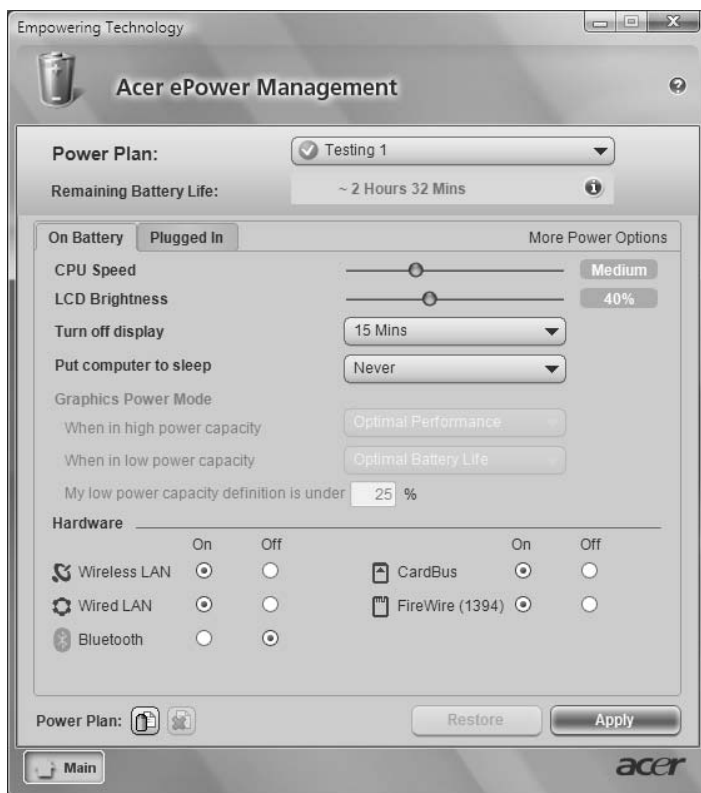 Empowering Technology
Acer ePower Management
Power Plan: Testing 1
Remaining Battery Life: ~ 2 Hours 32 Mins
On Battery Plugged In More Power Options
CPU Speed Medium
LCD Brightness 40%
Turn off display 15 Mins
Put computer to sleep Never
Graphics Power Mode
When in high power capacity Optimal Performance
When in low power capacity Optimal Battery Life
My low power capacity definition is under 25 %
Hardware
On Off On Off
Wireless LAN CardBus
Wired LAN FireWire (1394)
Bluetooth
Power Plan: Restore Apply
Main acer